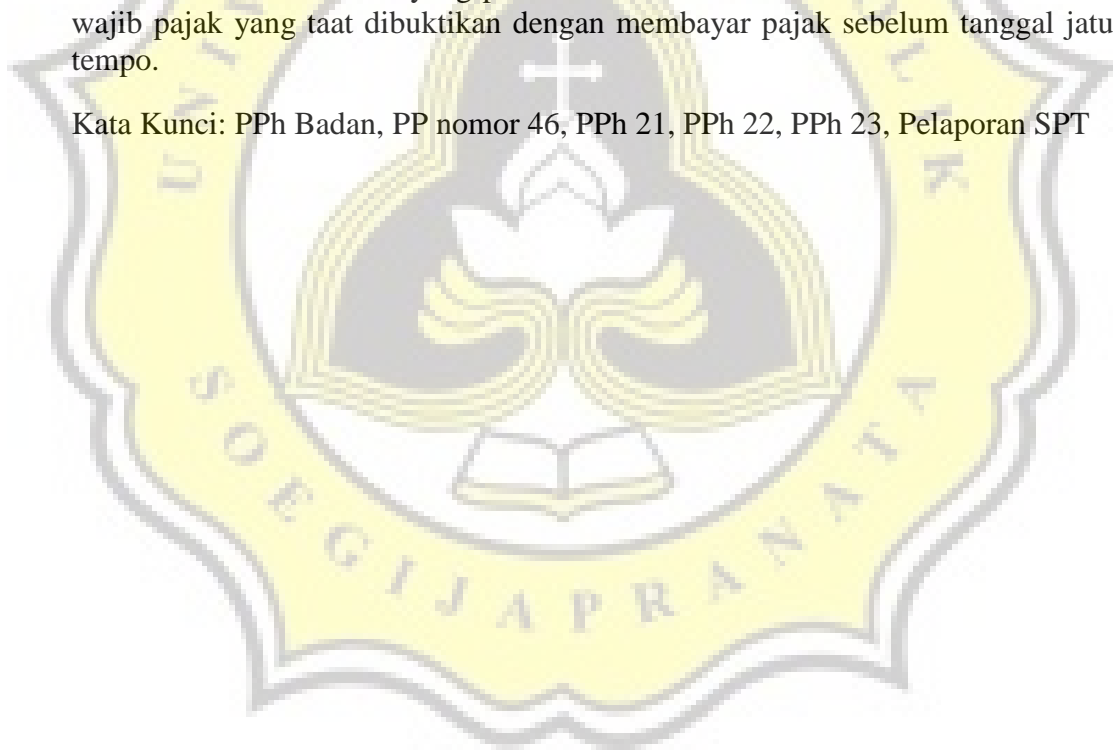 wajib pajak yang taat dibuktikan dengan membayar pajak sebelum tanggal jatu
tempo.
Kata Kunci: PPh Badan, PP nomor 46, PPh 21, PPh 22, PPh 23, Pelaporan SPT
SOEGIJAPRANATA